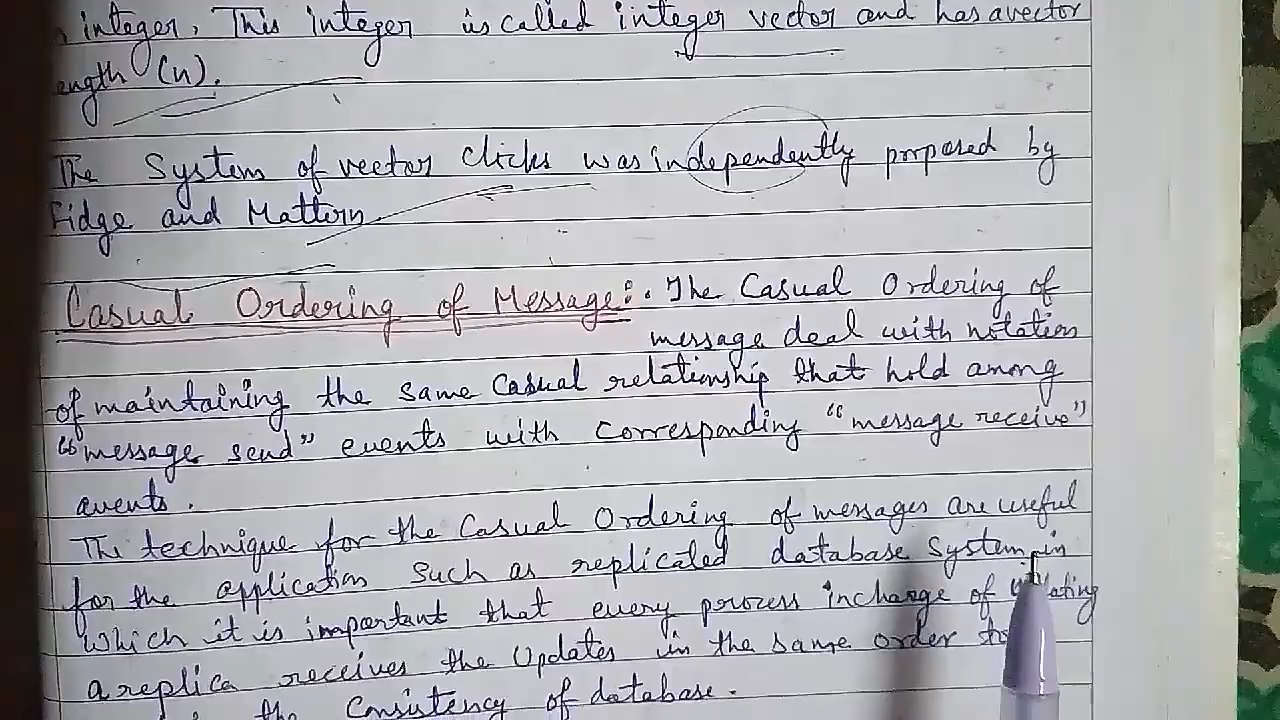 integer. This integer is called integer vector and has a vector
ength (n).
The System of vector Clicks was independently proposed by
Fidge and Mattern
Casual Ordering of Message:. The Casual Ordering of
message deal with notation
of maintaining the same Casual relationship that hold among
"message send" events with corresponding "message receive"
events.
The technique for the Casual Ordering of messages are useful
for the application such as replicated database System in
which it is important that every process incharge of
a replica receives the Updates in the same order
the Consistency of database.